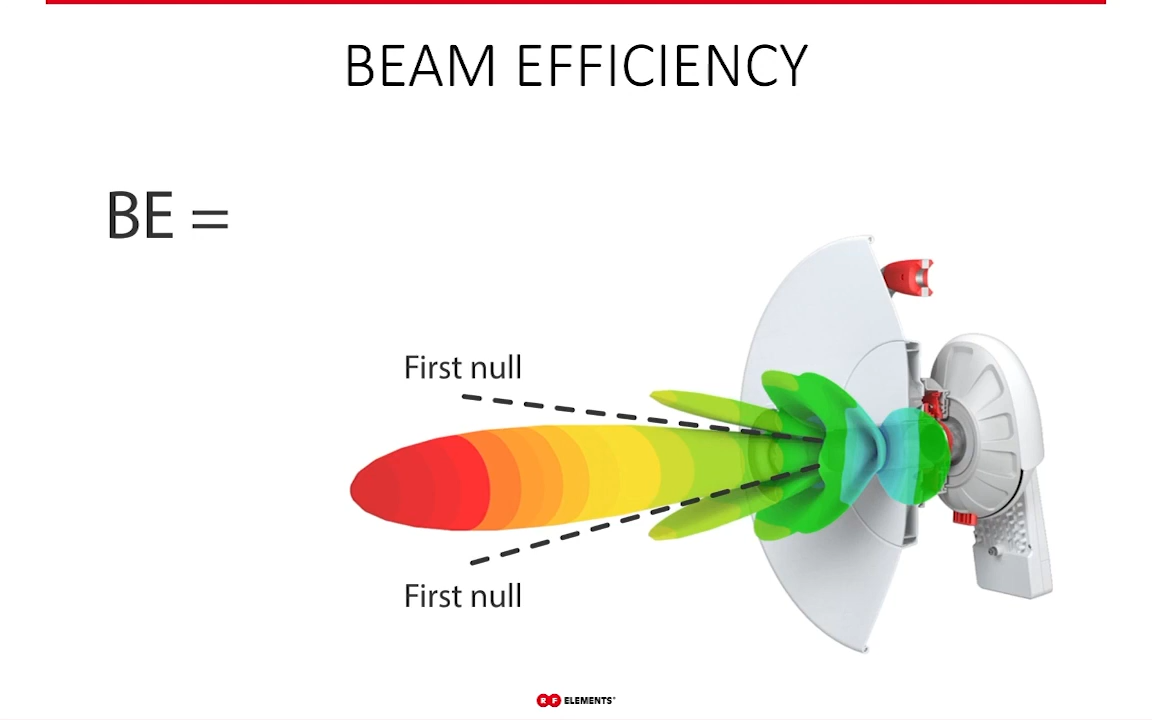 BEAM EFFICIENCY
BE =
First null
First null
RF ELEMENTS